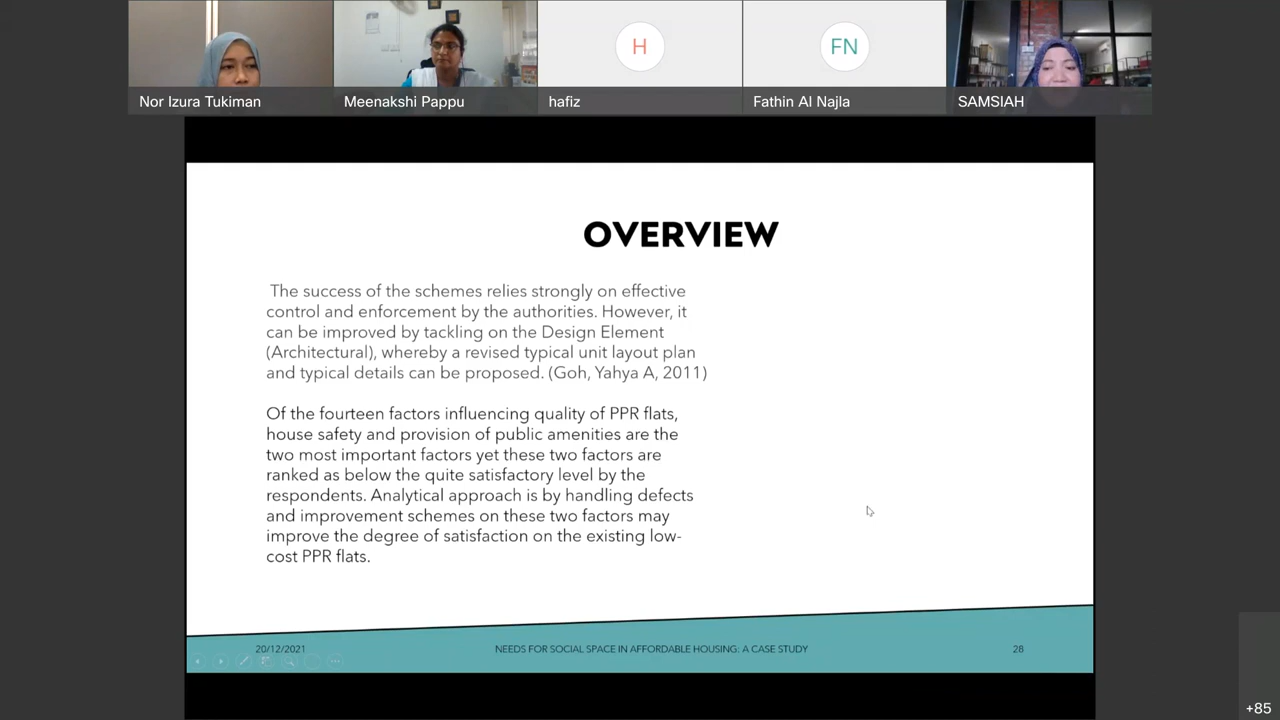 Nor Izura Tukiman
Meenakshi Pappu
H
hafiz
FN
Fathin Al Najla
SAMSIAH
OVERVIEW
The success of the schemes relies strongly on effective
control and enforcement by the authorities. However, it
can be improved by tackling on the Design Element
(Architectural), whereby a revised typical unit layout plan
and typical details can be proposed. (Goh, Yahya A, 2011)
Of the fourteen factors influencing quality of PPR flats,
house safety and provision of public amenities are the
two most important factors yet these two factors are
ranked as below the quite satisfactory level by the
respondents. Analytical approach is by handling defects
and improvement schemes on these two factors may
improve the degree of satisfaction on the existing low-
cost PPR flats.
20/12/2021
NEEDS FOR SOCIAL SPACE IN AFFORDABLE HOUSING: A CASE STUDY
28
+85